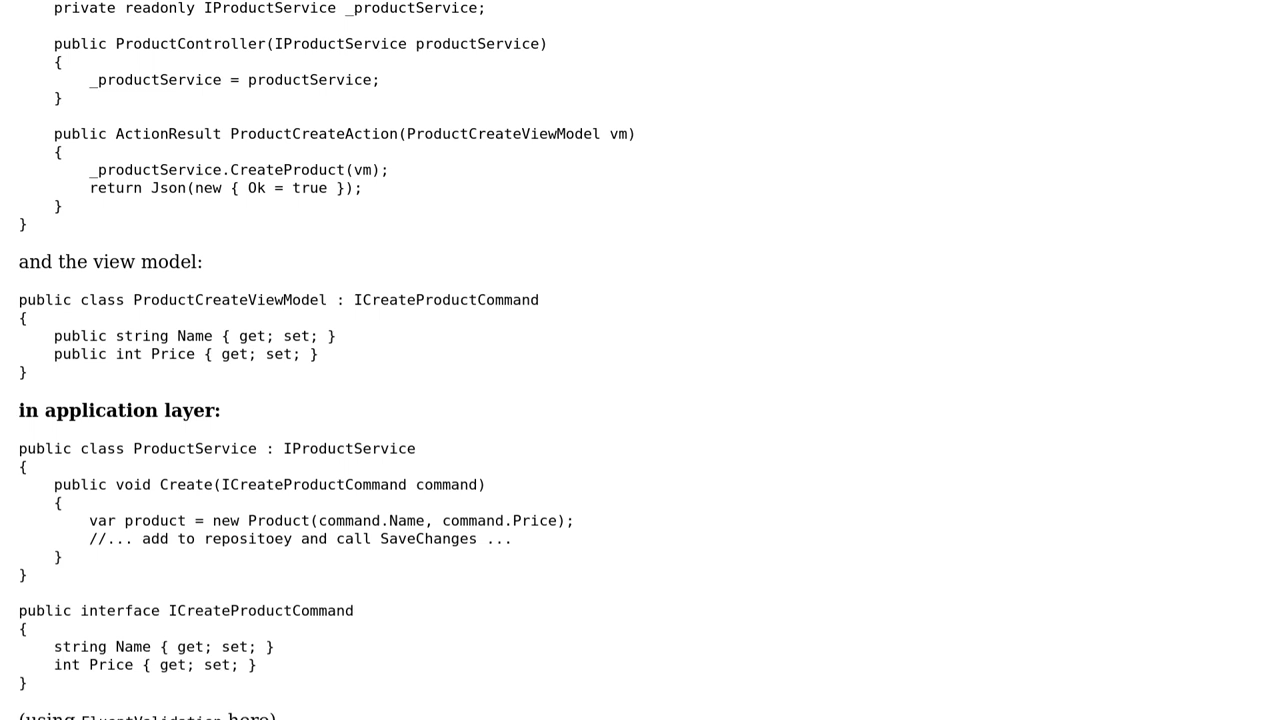 private readonly IProductService _productService;
    public ProductController(IProductService productService)
    {
        _productService = productService;
    }
    public ActionResult ProductCreateAction(ProductCreateViewModel vm)
    {
        _productService.CreateProduct(vm);
        return Json(new { Ok = true });
    }
}
and the view model:
public class ProductCreateViewModel : ICreateProductCommand
{
    public string Name { get; set; }
    public int Price { get; set; }
}
in application layer:
public class ProductService : IProductService
{
    public void Create(ICreateProductCommand command)
    {
        var product = new Product(command.Name, command.Price);
        //... add to repositoey and call SaveChanges ...
    }
}
public interface ICreateProductCommand
{
    string Name { get; set; }
    int Price { get; set; }
}
(using FluentValidation here)